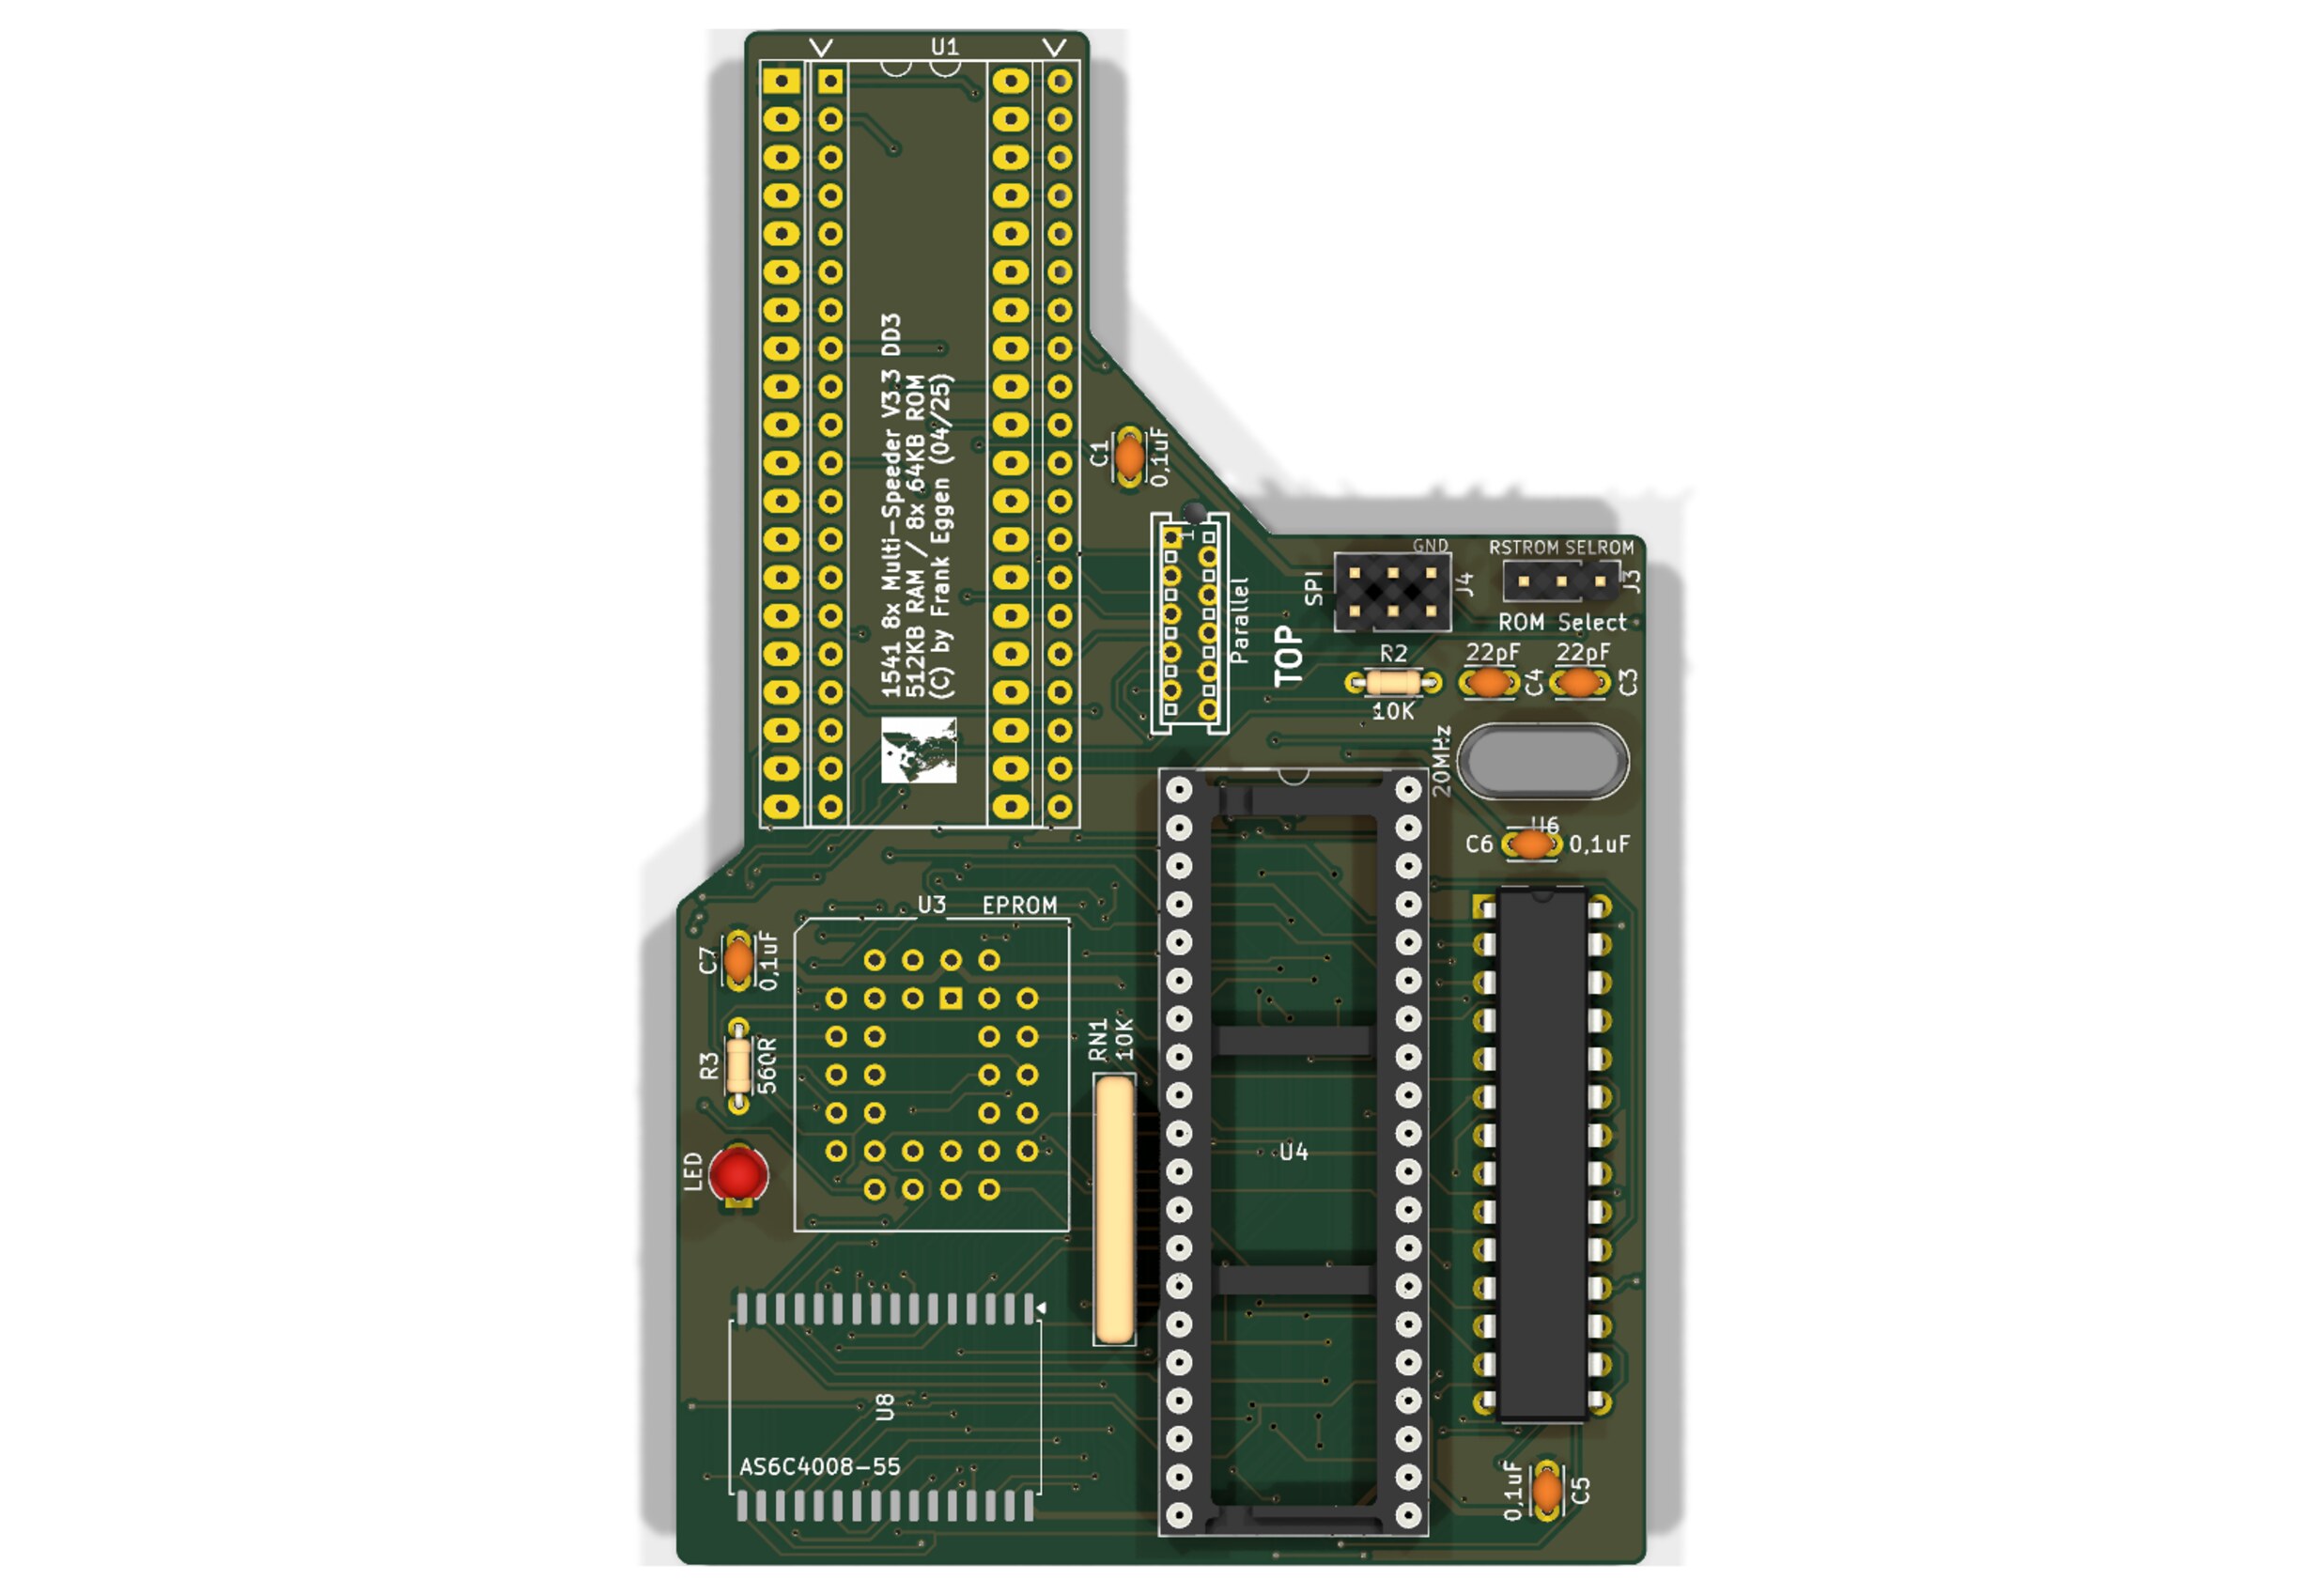 U1
1541 8x Multi-Speeder V3.3 DD3
512KB RAM / 8x 64KB ROM
(C) by Frank Eggen (04/25)
C1
0,1uF
1
Parallel
TOP
SPI
GND
J4
RSTROM SELROM
J3
ROM Select
R2
10K
22pF
C4
22pF
C3
20MHz
U6
C6
0,1uF
U3
EPROM
C7
0,1uF
R3
560R
LED
RN1
10K
U4
U8
AS6C4008-55
0,1uF
C5